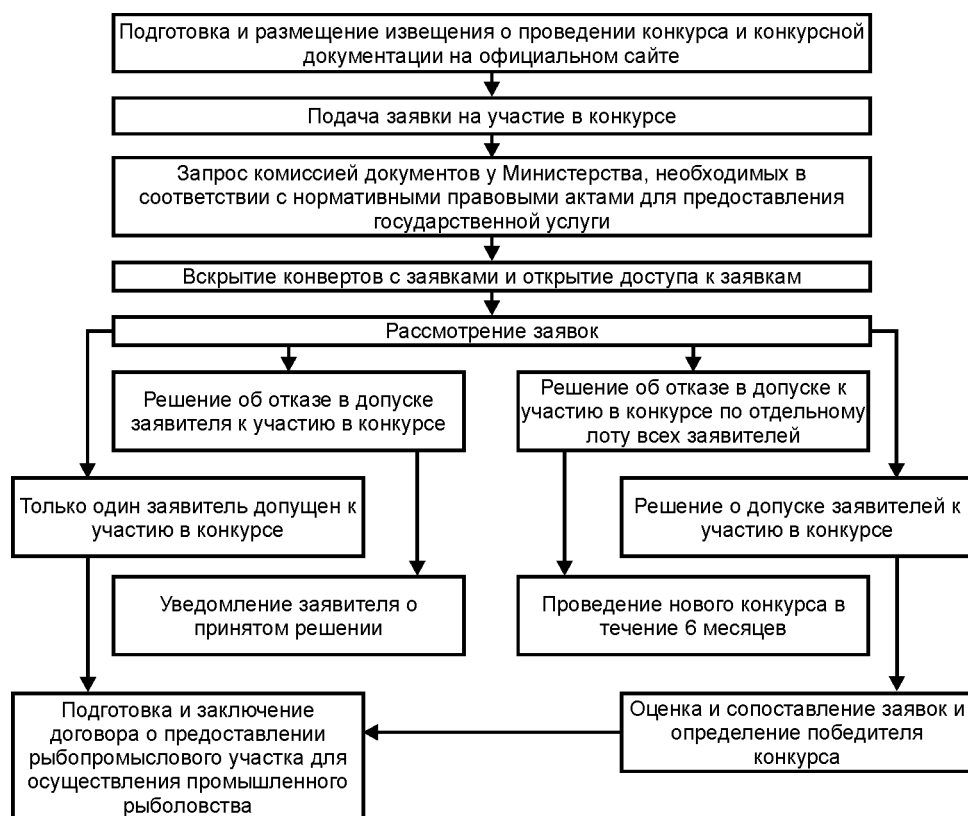 Подготовка и размещение извещения о проведении конкурса и конкурсной
документации на официальном сайте
Подача заявки на участие в конкурсе
Запрос комиссией документов у Министерства, необходимых в
соответствии с нормативными правовыми актами для предоставления
государственной услуги
Вскрытие конвертов с заявками и открытие доступа к заявкам
Рассмотрение заявок
Решение об отказе в допуске
заявителя к участию в конкурсе
Решение об отказе в допуске к
участию в конкурсе по отдельному
лоту всех заявителей
Только один заявитель допущен к
участию в конкурсе
Решение о допуске заявителей к
участию в конкурсе
Уведомление заявителя о
принятом решении
Проведение нового конкурса в
течение 6 месяцев
Подготовка и заключение
договора о предоставлении
рыбопромыслового участка для
осуществления промышленного
рыболовства
Оценка и сопоставление заявок и
определение победителя
конкурса